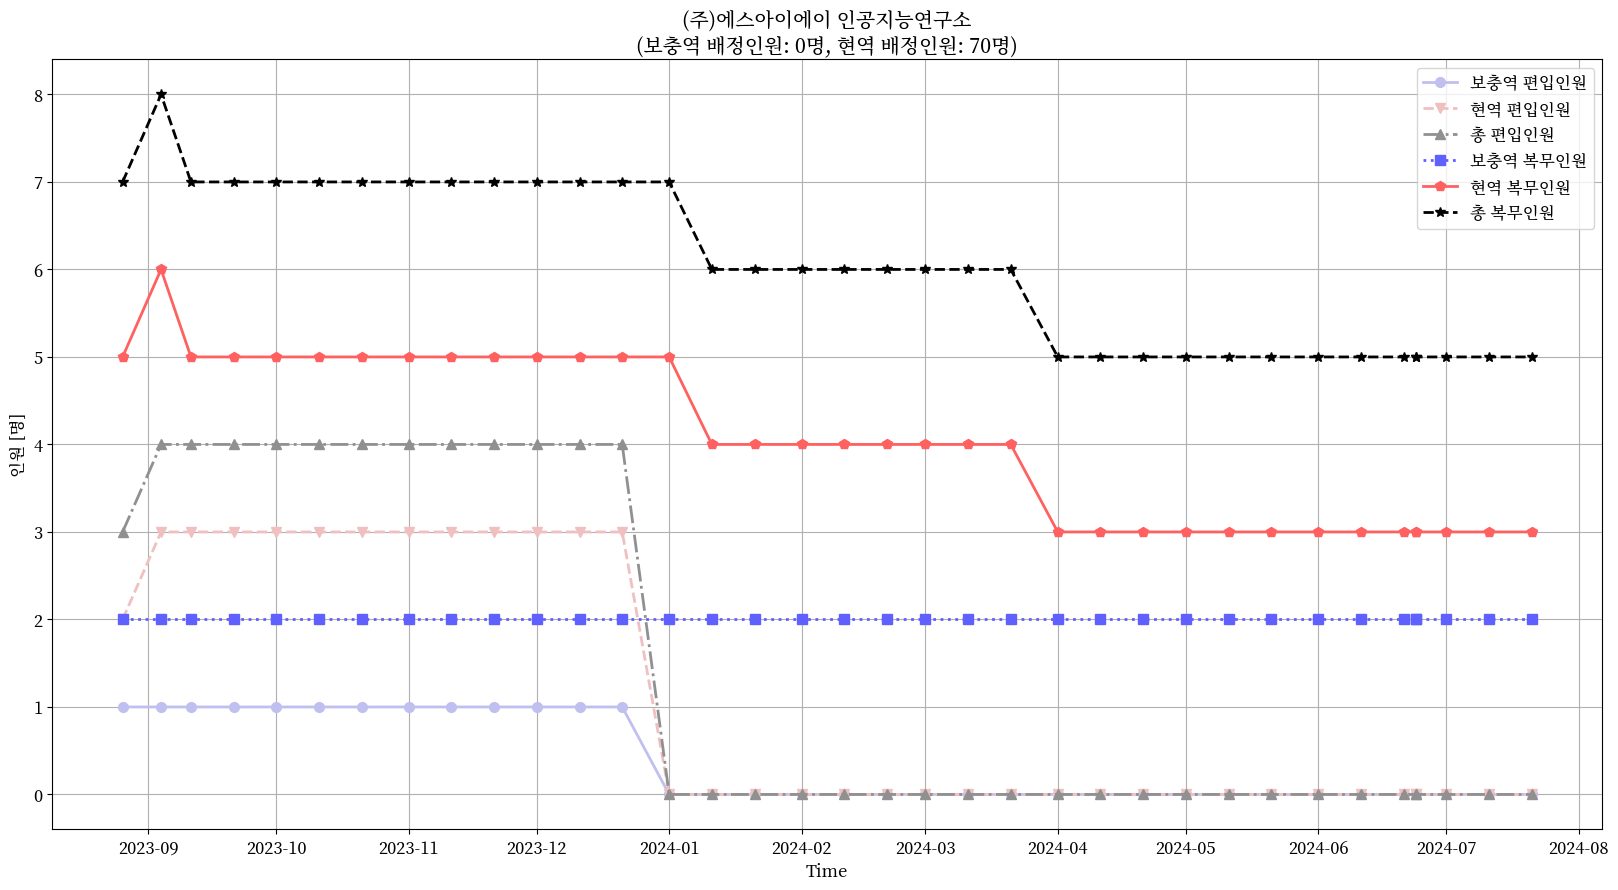 (주)에스아이에이 인공지능연구소
(보충역 배정인원: 0명, 현역 배정인원: 70명)
보충역 편입인원
현역 편입인원
총 편입인원
보충역 복무인원
현역 복무인원
총 복무인원
인원 [명]
8
7
6
5
4
3
2
1
0
2023-09
2023-10
2023-11
2023-12
2024-01
2024-02
2024-03
2024-04
2024-05
2024-06
2024-07
2024-08
Time